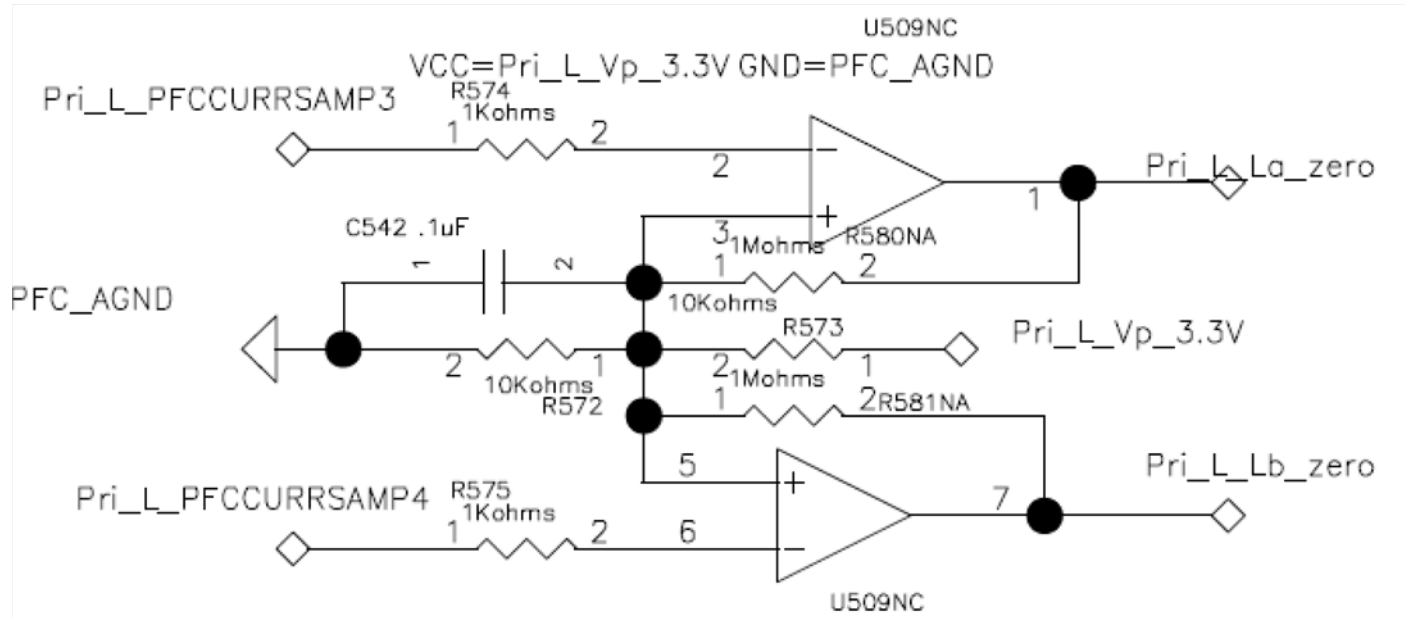 U509NC
VCC=Pri_L_Vp_3.3V GND=PFC_AGND
Pri_L_PFCCURRSAMP3
R574
1Kohms
1
2
2
−
Pri_L_La_zero
1
+
3
C542 .1uF
1Mohms
R580NA
1
2
1
2
PFC_AGND
10Kohms
R573
Pri_L_Vp_3.3V
2
1
2
1
10Kohms
1Mohms
R572
1
2
R581NA
5
+
Pri_L_Lb_zero
7
Pri_L_PFCCURRSAMP4
R575
1Kohms
1
2
6
−
U509NC